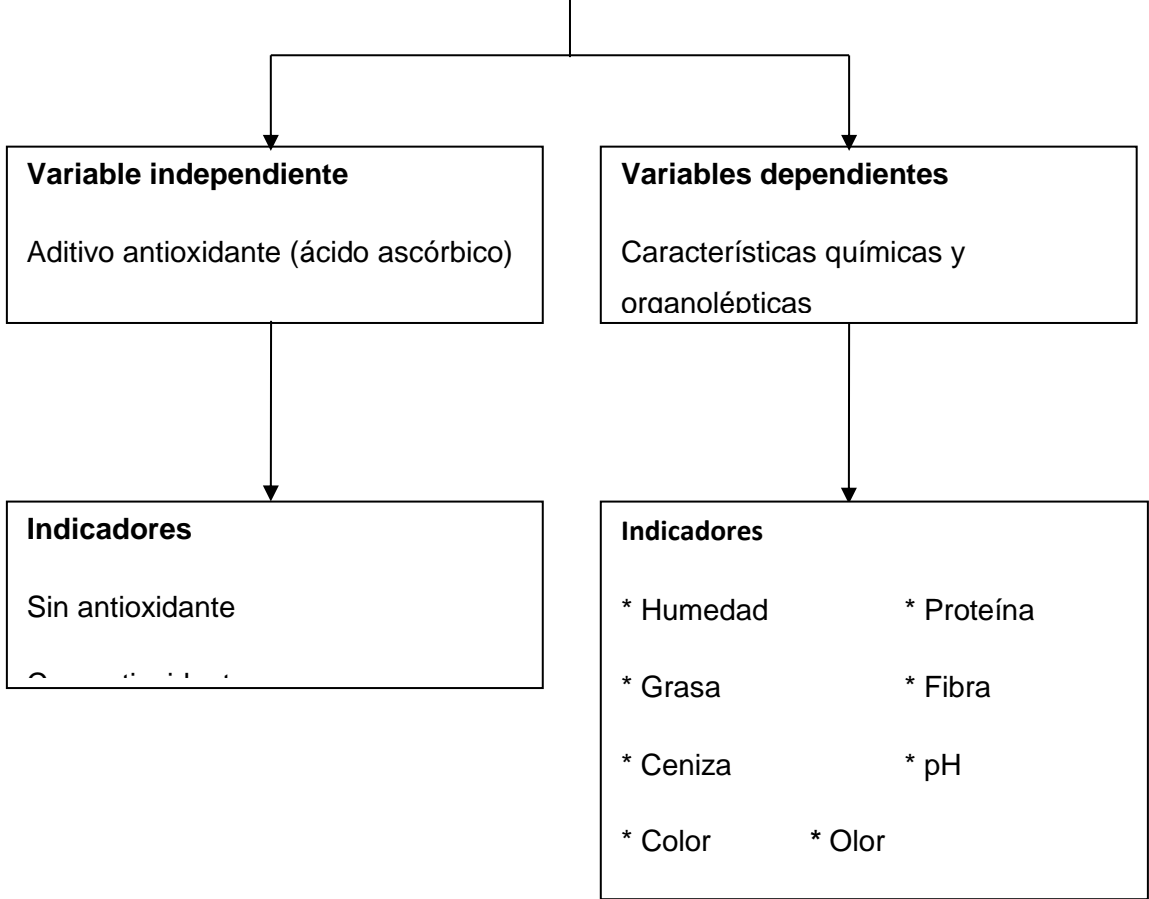 Variable independiente
Aditivo antioxidante (ácido ascórbico)
Variables dependientes
Características químicas y
organolépticas
Indicadores
Sin antioxidante
Indicadores
* Humedad * Proteína
* Grasa * Fibra
* Ceniza * pH
* Color * Olor